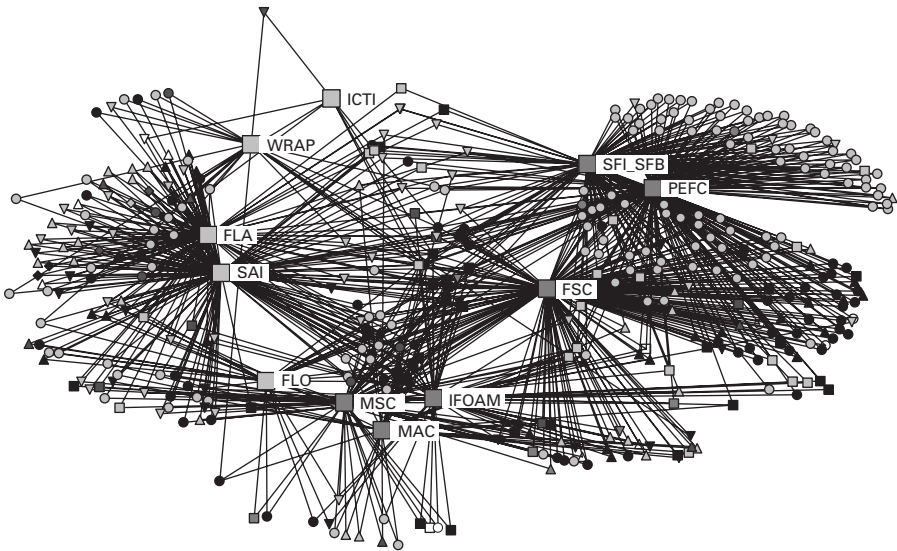 ICTI
WRAP
SFI_SFB
PEFC
FLA
SAI
FSC
FLO
MSC
IFOAM
MAC